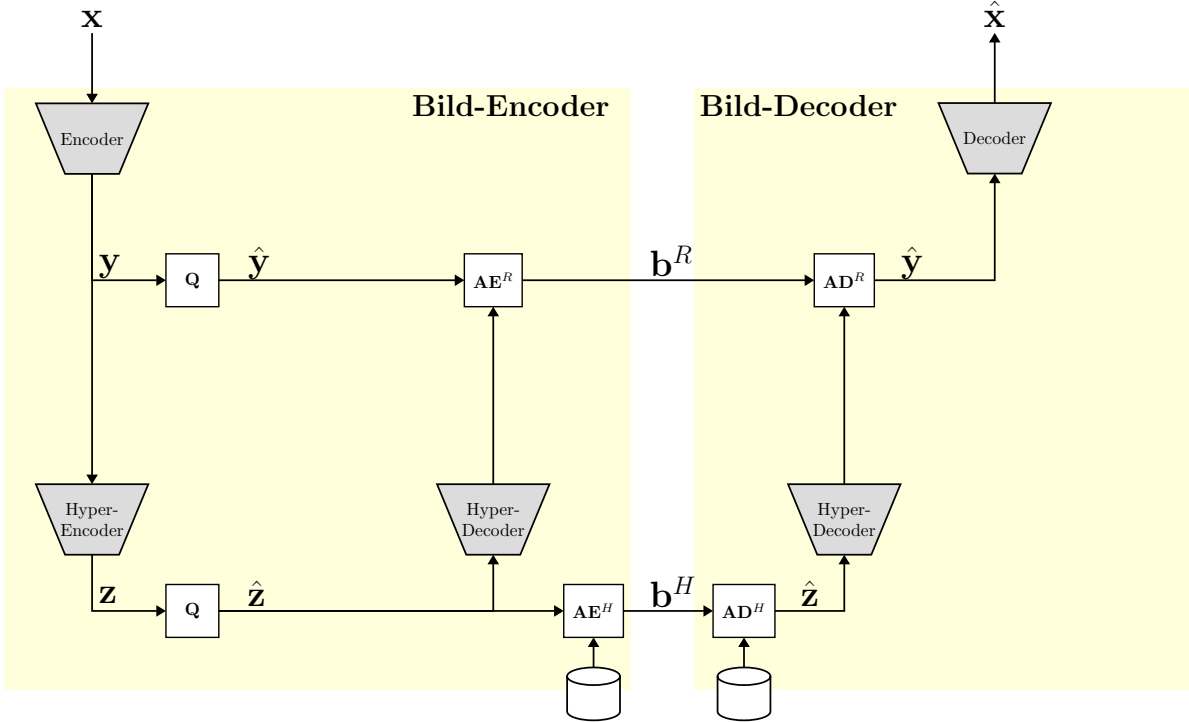 x
x̂
Bild-Encoder
Bild-Decoder
Encoder
Decoder
y
Q
ŷ
AE^R
b^R
AD^R
ŷ
Hyper-
Encoder
Hyper-
Decoder
Hyper-
Decoder
z
Q
ẑ
AE^H
b^H
AD^H
ẑ